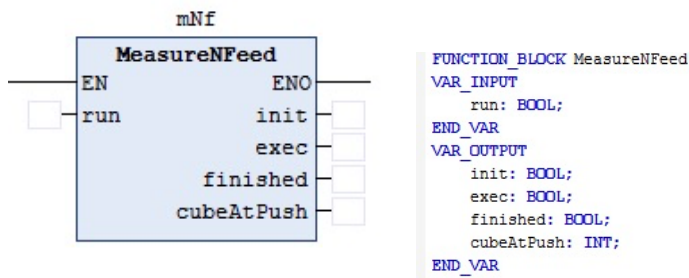 mNf
MeasureNFeed
EN ENO
run init
exec
finished
cubeAtPush
FUNCTION_BLOCK MeasureNFeed
VAR_INPUT
run: BOOL;
END_VAR
VAR_OUTPUT
init: BOOL;
exec: BOOL;
finished: BOOL;
cubeAtPush: INT;
END_VAR